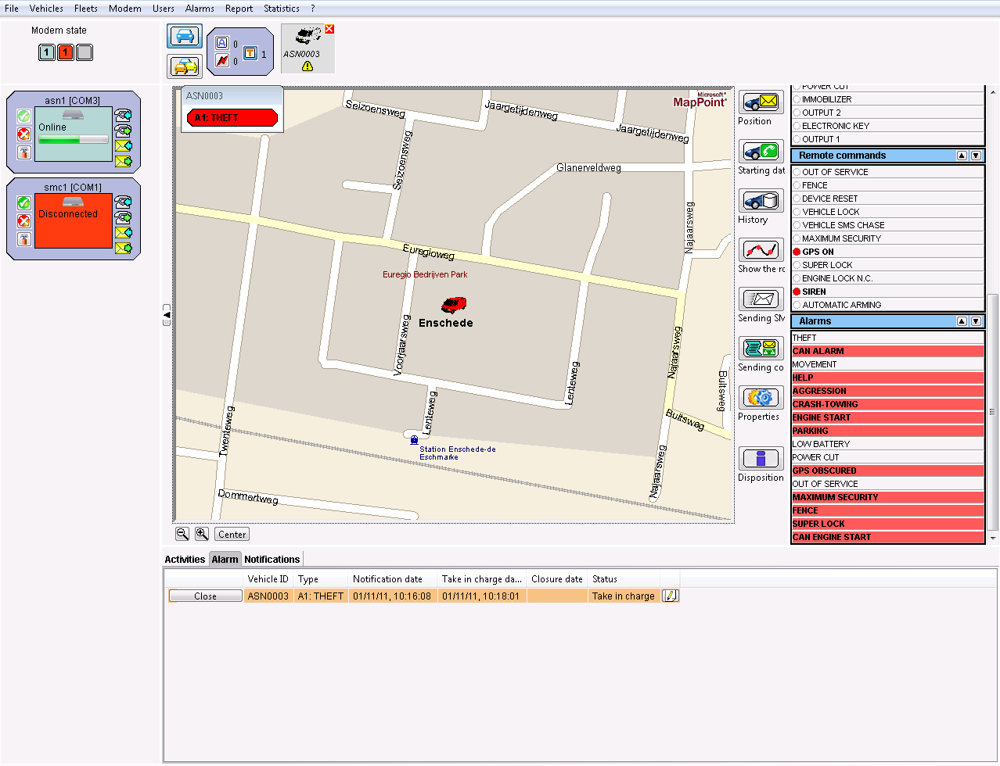 File Vehicles Fleets Modem Users Alarms Report Statistics ?
Modem state
1 1
A 0
T 1
0
ASN0003
asn1 [COM3]
Online
smc1 [COM1]
Disconnected
ASN0003
A1: THEFT
Microsoft®
MapPoint®
Seizoensweg
Jaargetijdenweg
Jaargetijdenweg
Seizoensweg
Glanerveldweg
Najaarsweg
Euregioweg
Euregio Bedrijven Park
Enschede
Voorjaarsweg
Najaarsweg
Lenteweg
Lenteweg
Buitsweg
Buitsweg
Twenteweg
Station Enschede-de
Eschmarke
Najaarsweg
Dommertweg
Center
Position
Starting dat
History
Show the ro
Sending SM
Sending co
Properties
Disposition
POWER CUT
IMMOBILIZER
OUTPUT 2
ELECTRONIC KEY
OUTPUT 1
Remote commands
OUT OF SERVICE
FENCE
DEVICE RESET
VEHICLE LOCK
VEHICLE SMS CHASE
MAXIMUM SECURITY
GPS ON
SUPER LOCK
ENGINE LOCK N.C.
SIREN
AUTOMATIC ARMING
Alarms
THEFT
CAN ALARM
MOVEMENT
HELP
AGGRESSION
CRASH-TOWING
ENGINE START
PARKING
LOW BATTERY
POWER CUT
GPS OBSCURED
OUT OF SERVICE
MAXIMUM SECURITY
FENCE
SUPER LOCK
CAN ENGINE START
Activities Alarm Notifications
Vehicle ID Type Notification date Take in charge da... Closure date Status
Close ASN0003 A1: THEFT 01/11/11, 10:16:08 01/11/11, 10:18:01 Take in charge